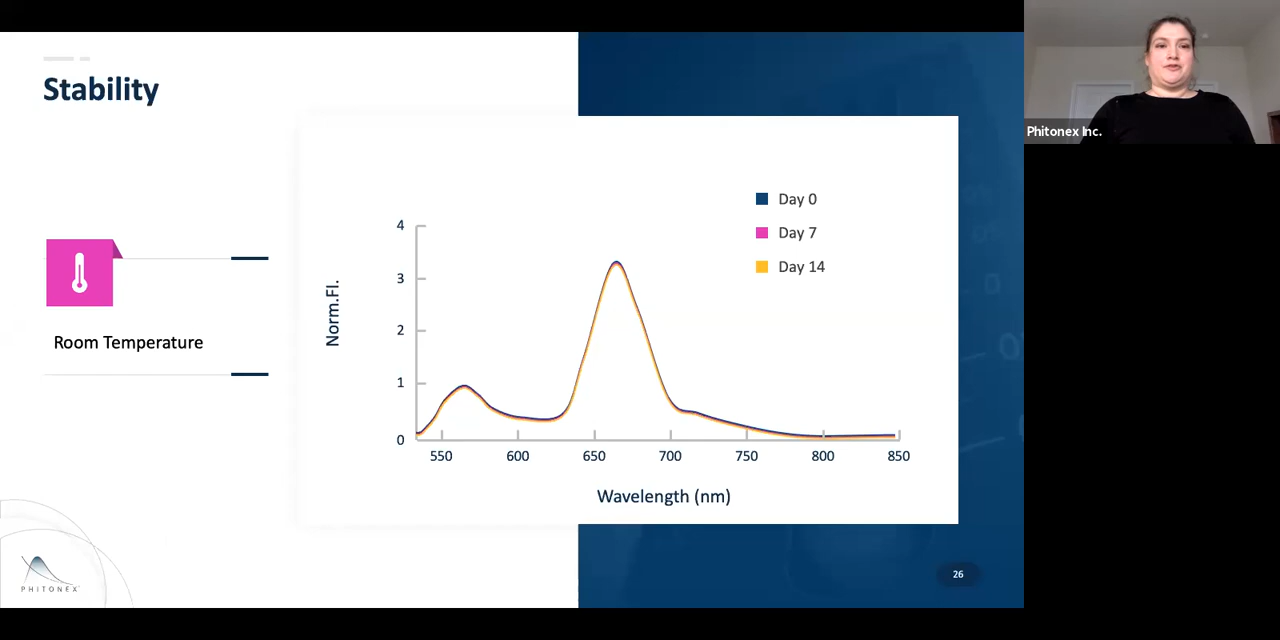 Stability
Phitonex Inc.
Day 0
Day 7
Day 14
4
3
2
1
0
Norm.Fl.
550 600 650 700 750 800 850
Wavelength (nm)
Room Temperature
PHITONEX
26